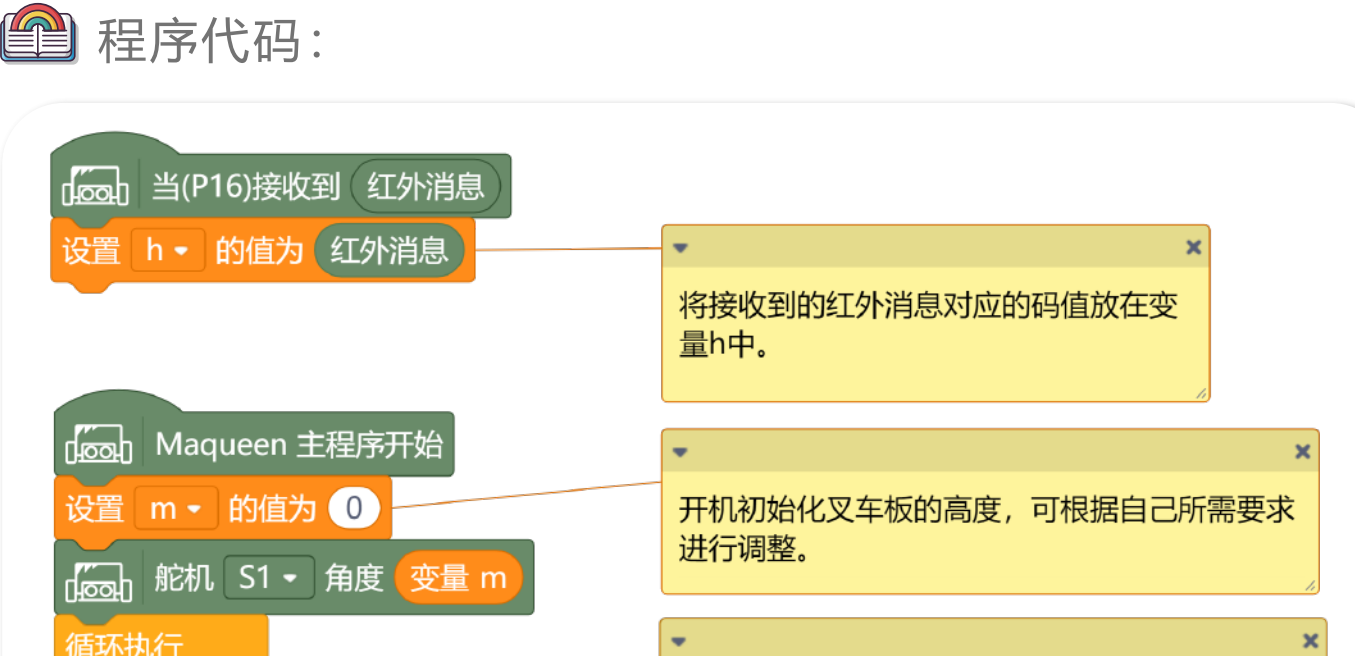 程序代码：
当(P16)接收到 红外消息
设置 h 的值为 红外消息
将接收到的红外消息对应的码值放在变
量h中。
Maqueen 主程序开始
设置 m 的值为 0
开机初始化叉车板的高度，可根据自己所需要求
进行调整。
舵机 S1 角度 变量 m
循环执行